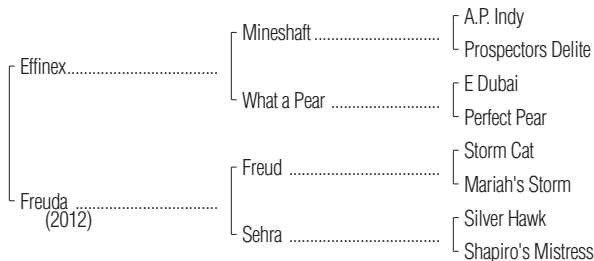 A.P. Indy
Mineshaft
Prospectors Delite
Effinex
E Dubai
What a Pear
Perfect Pear
Storm Cat
Freud
Mariah's Storm
Freuda
(2012)
Silver Hawk
Sehra
Shapiro's Mistress